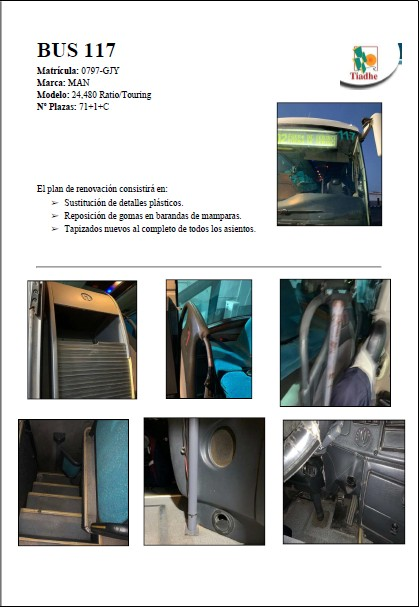 BUS 117
Matrícula: 0797-GJY
Marca: MAN
Modelo: 24,480 Ratio/Touring
Nº Plazas: 71+1+C
Tiadhe
117
El plan de renovación consistirá en:
➢ Sustitución de detalles plásticos.
➢ Reposición de gomas en barandas de mamparas.
➢ Tapizados nuevos al completo de todos los asientos.